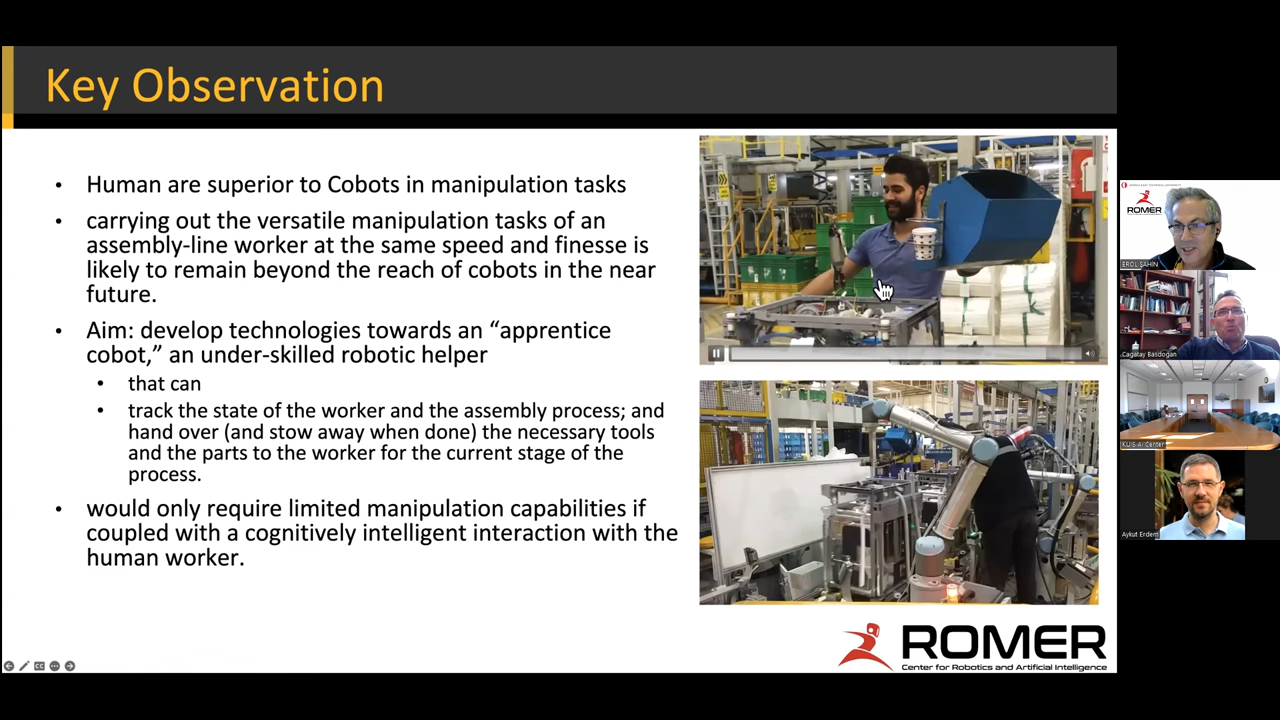 Key Observation
• Human are superior to Cobots in manipulation tasks
• carrying out the versatile manipulation tasks of an
assembly-line worker at the same speed and finesse is
likely to remain beyond the reach of cobots in the near
future.
• Aim: develop technologies towards an “apprentice
cobot,” an under-skilled robotic helper
• that can
• track the state of the worker and the assembly process; and
hand over (and stow away when done) the necessary tools
and the parts to the worker for the current stage of the
process.
• would only require limited manipulation capabilities if
coupled with a cognitively intelligent interaction with the
human worker.
ROMER
Center for Robotics and Artificial Intelligence
MIDDLE EAST TECHNICAL UNIVERSITY
ROMER
EROL ŞAHİN
Cagatay Basdogan
KUIS AI Center
Aykut Erdem